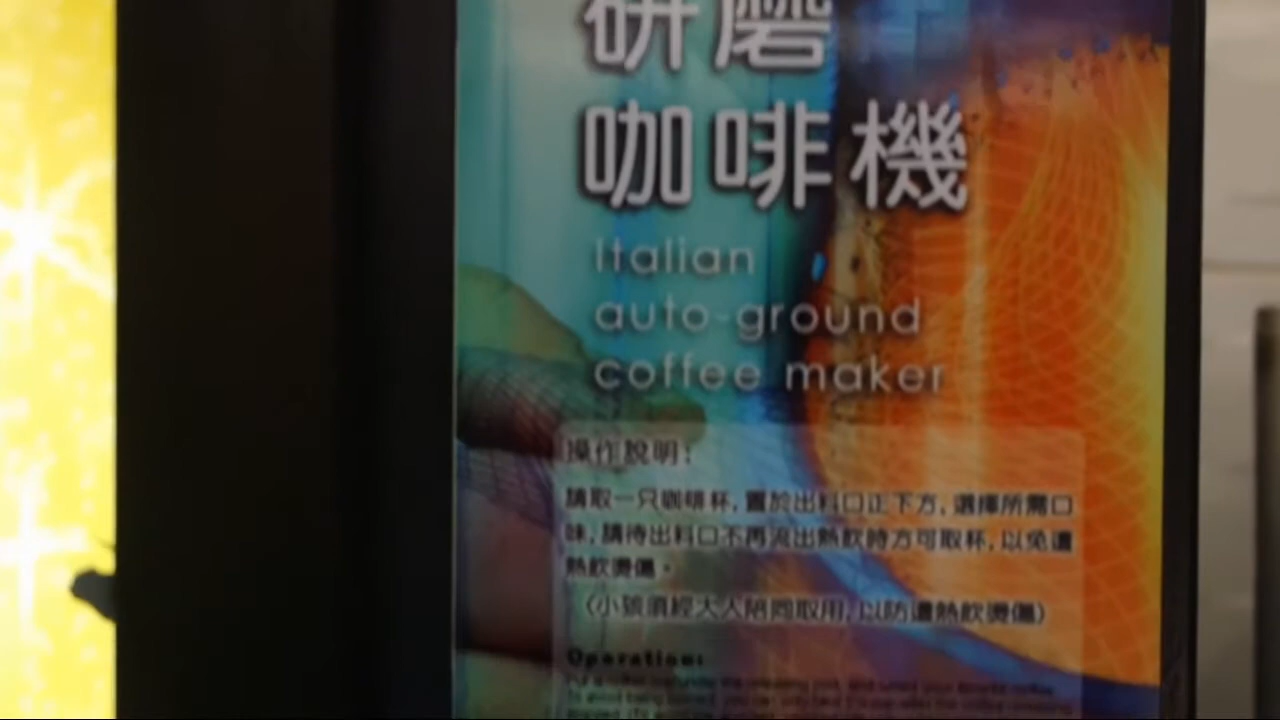 研磨
咖啡機
Italian
auto-ground
coffee maker
操作說明:
請取一只咖啡杯,置於出料口正下方,選擇所需口
味,請待出料口不再流出熱飲時方可取杯,以免遭
熱飲燙傷。
(小孩須經大人陪同取用,以防遭熱飲燙傷)
Operation: